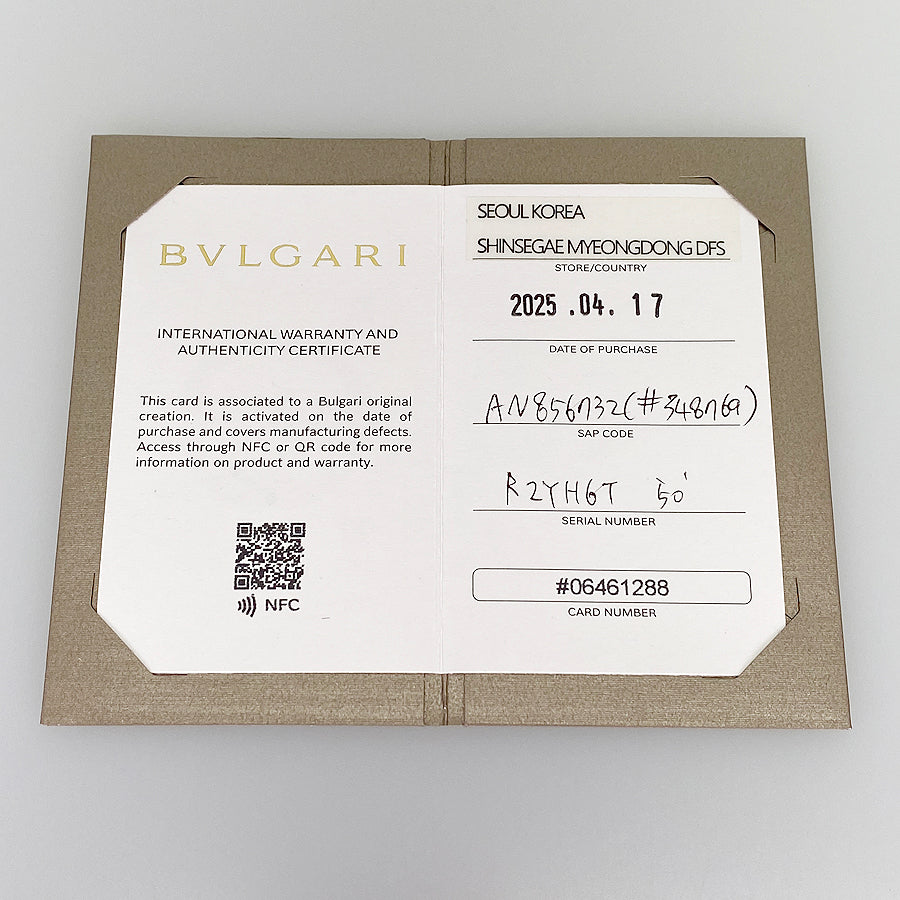 BVLGARI
INTERNATIONAL WARRANTY AND
AUTHENTICITY CERTIFICATE
This card is associated to a Bulgari original
creation. It is activated on the date of
purchase and covers manufacturing defects.
Access through NFC or QR code for more
information on product and warranty.
NFC
SEOUL KOREA
SHINSEGAE MYEONGDONG DFS
STORE/COUNTRY
2025.04.17
DATE OF PURCHASE
AN856732(#348769)
SAP CODE
R2YH6T 50'
SERIAL NUMBER
#06461288
CARD NUMBER